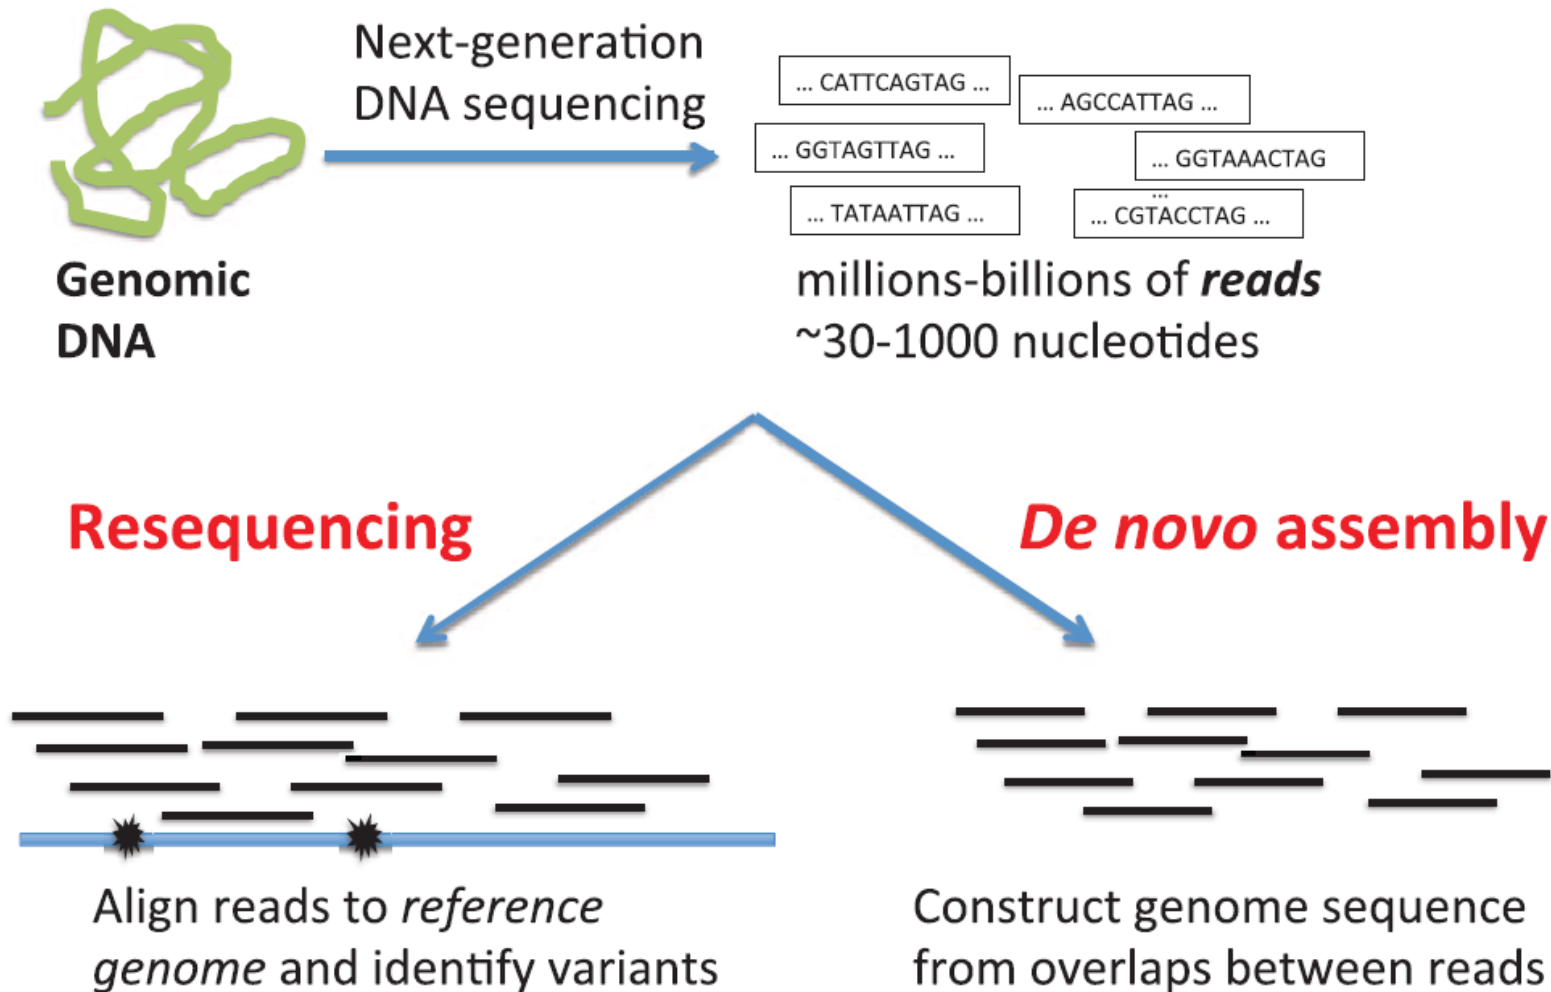 Next-generation
DNA sequencing
... CATTCAGTAG ...
... AGCCATTAG ...
... GGTAGTTAG ...
... GGTAAACTAG
...
... TATAATTAG ...
... CGTACCTAG ...
Genomic
DNA
millions-billions of reads
~30-1000 nucleotides
Resequencing
De novo assembly
Align reads to reference
genome and identify variants
Construct genome sequence
from overlaps between reads